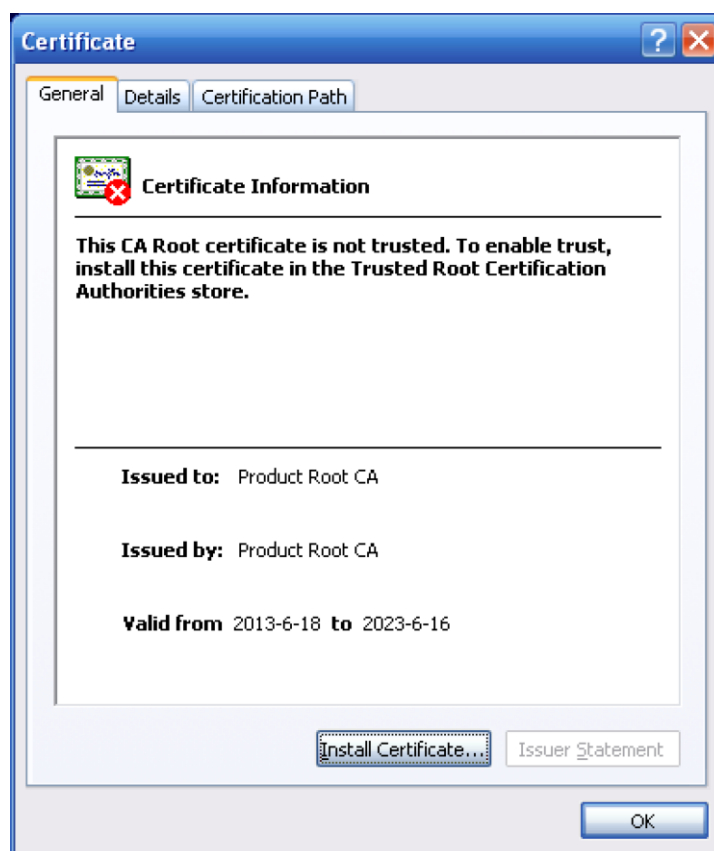 Certificate
General Details Certification Path
Certificate Information
This CA Root certificate is not trusted. To enable trust,
install this certificate in the Trusted Root Certification
Authorities store.
Issued to: Product Root CA
Issued by: Product Root CA
Valid from 2013-6-18 to 2023-6-16
Install Certificate... Issuer Statement
OK